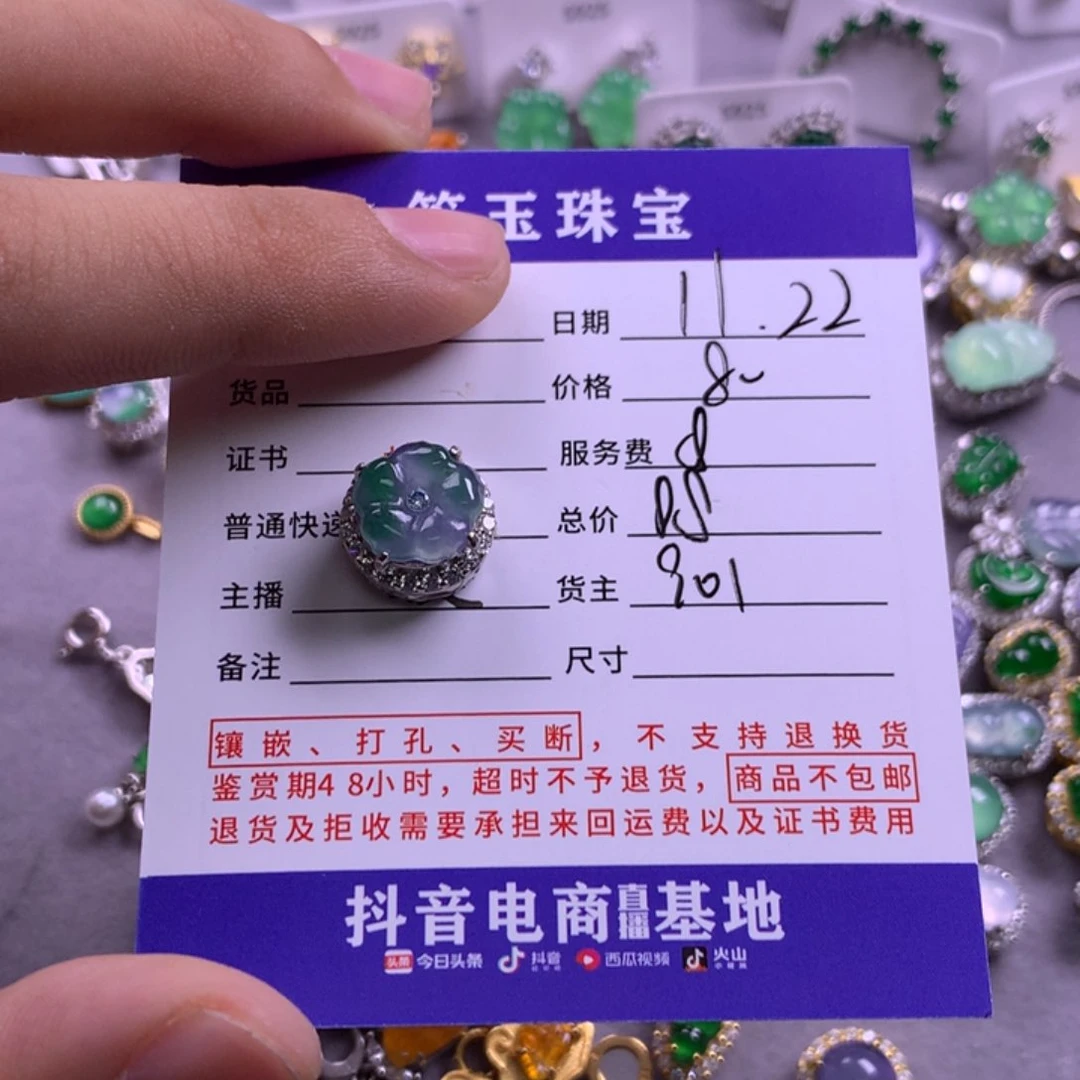 玉珠宝
日期 11.22
货品 价格 80
证书 服务费 8
普通快递 总价 88
主播 货主 901
备注 尺寸
镶嵌、打孔、买断，不支持退换货
鉴赏期48小时，超时不予退货，商品不包邮
退货及拒收需要承担来回运费以及证书费用
抖音电商直播基地
头条 今日头条 抖音 西瓜视频 火山